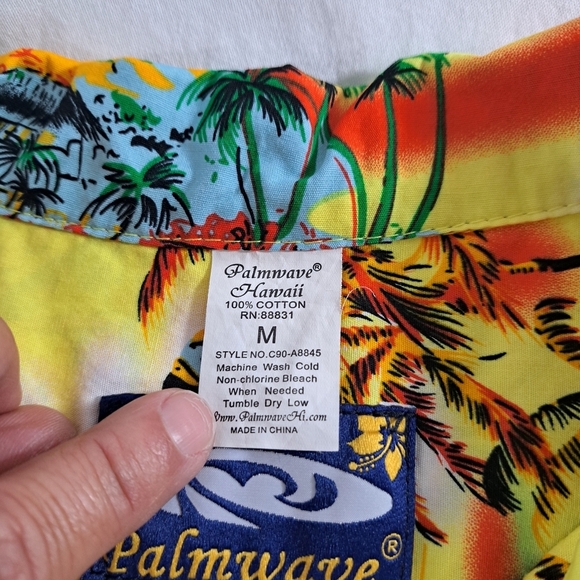 Palmwave®
Hawaii
100% COTTON
RN:88831
M
STYLE NO.C90-A8845
Machine Wash Cold
Non-chlorine Bleach
When Needed
Tumble Dry Low
www.PalmwaveHi.com
MADE IN CHINA
Palmwave®